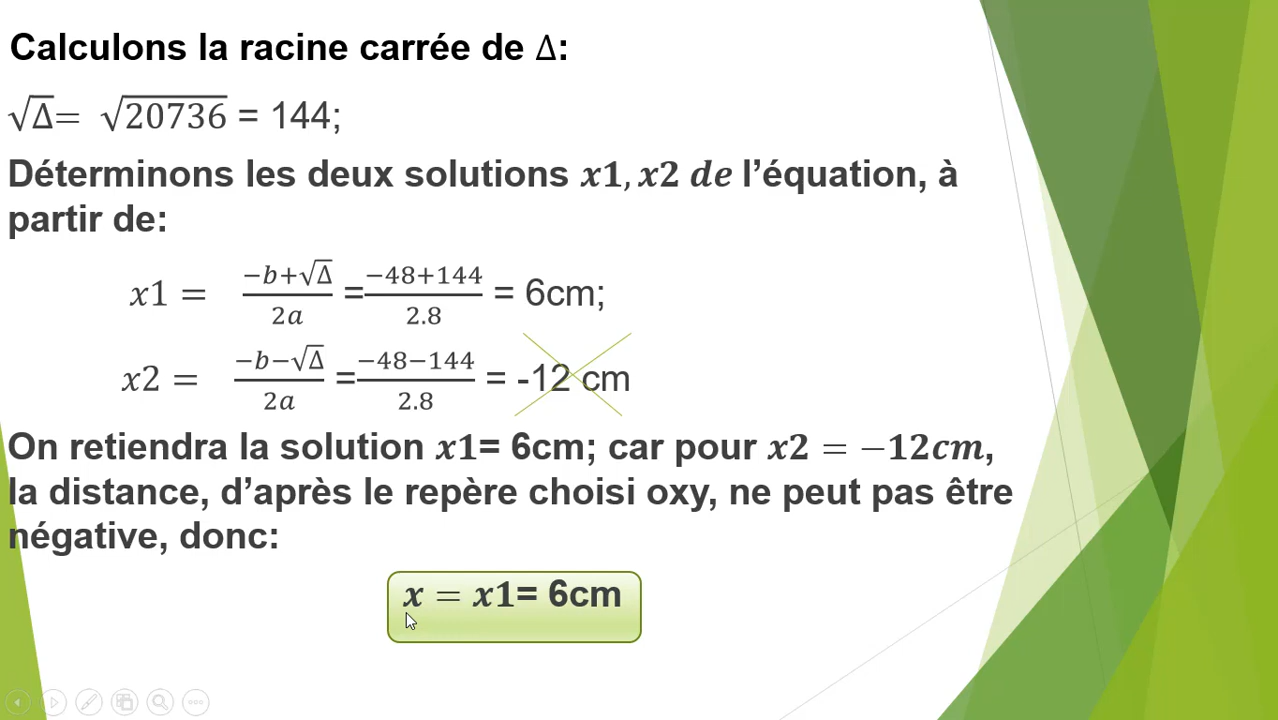 Calculons la racine carrée de Δ:
√Δ= √20736 = 144;
Déterminons les deux solutions x1, x2 de l’équation, à
partir de:
x1 = (−b+√Δ)/(2a) =(−48+144)/(2.8) = 6cm;
x2 = (−b−√Δ)/(2a) =(−48−144)/(2.8) = -12 cm
On retiendra la solution x1= 6cm; car pour x2 = −12cm,
la distance, d’après le repère choisi oxy, ne peut pas être
négative, donc:
x = x1= 6cm